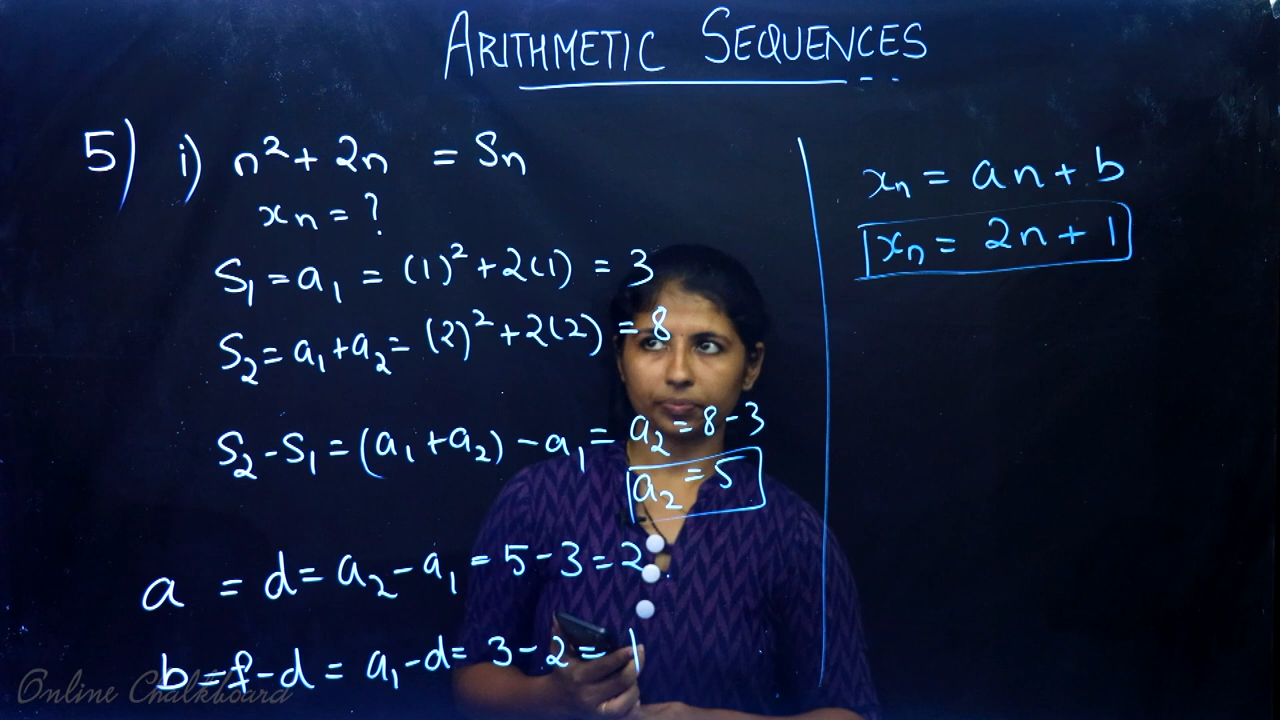 ARITHMETIC SEQUENCES
5) i) n² + 2n = Sn
xn = ?
S₁ = a₁ = (1)² + 2(1) = 3
S₂ = a₁ + a₂ = (2)² + 2(2) = 8
S₂ - S₁ = (a₁ + a₂) - a₁ = a₂ = 8 - 3
a₂ = 5
a = d = a₂ - a₁ = 5 - 3 = 2
b = f - d = a₁ - d = 3 - 2 = 1
xn = an + b
xn = 2n + 1
Online Chalkboard